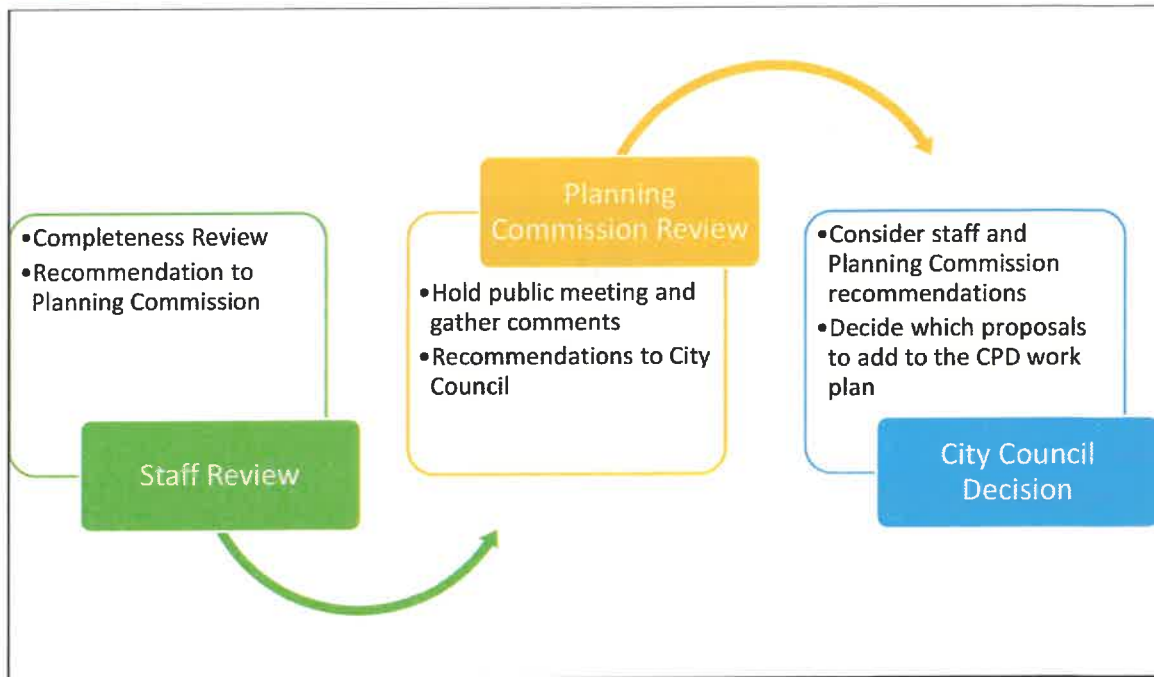 •Completeness Review
•Recommendation to
Planning Commission
Staff Review
Planning
Commission Review
•Hold public meeting and
gather comments
•Recommendations to City
Council
•Consider staff and
Planning Commission
recommendations
•Decide which proposals
to add to the CPD work
plan
City Council
Decision